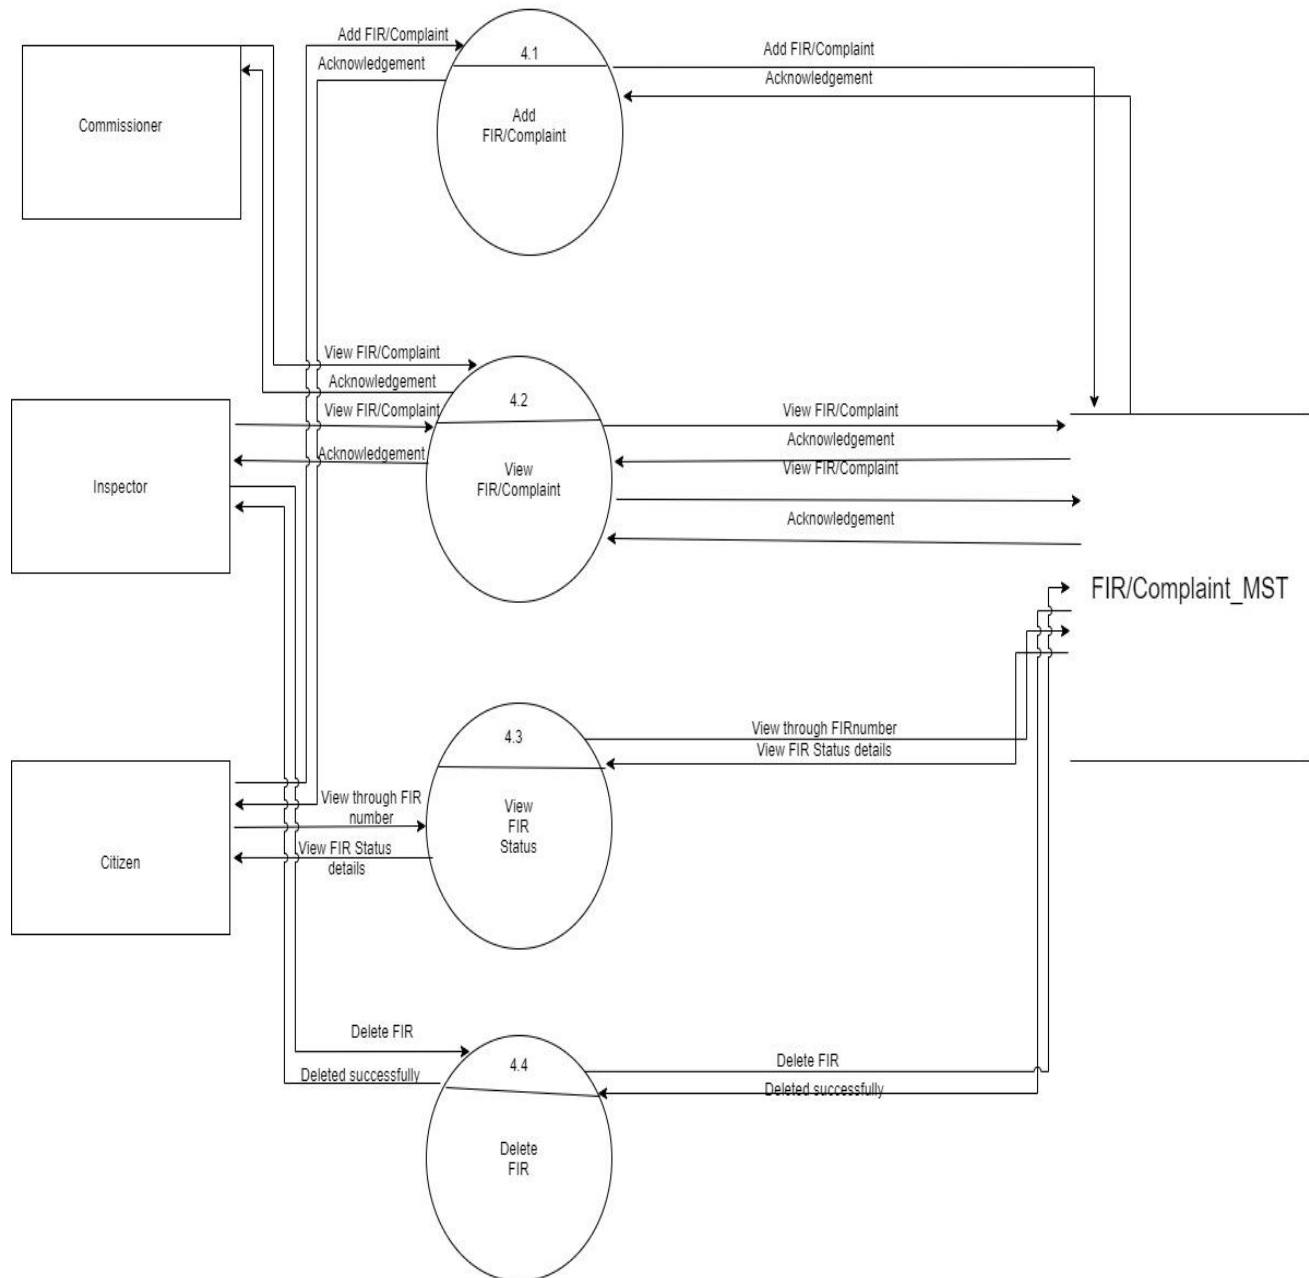 Add FIR/Complaint
Acknowledgement
4.1
Add
FIR/Complaint
Add FIR/Complaint
Acknowledgement
Commissioner
View FIR/Complaint
Acknowledgement
View FIR/Complaint
Acknowledgement
4.2
View
FIR/Complaint
View FIR/Complaint
Acknowledgement
View FIR/Complaint
Acknowledgement
Inspector
FIR/Complaint_MST
4.3
View
FIR
Status
View through FIRnumber
View FIR Status details
View through FIR
number
View FIR Status
details
Citizen
Delete FIR
Deleted successfully
4.4
Delete
FIR
Delete FIR
Deleted successfully